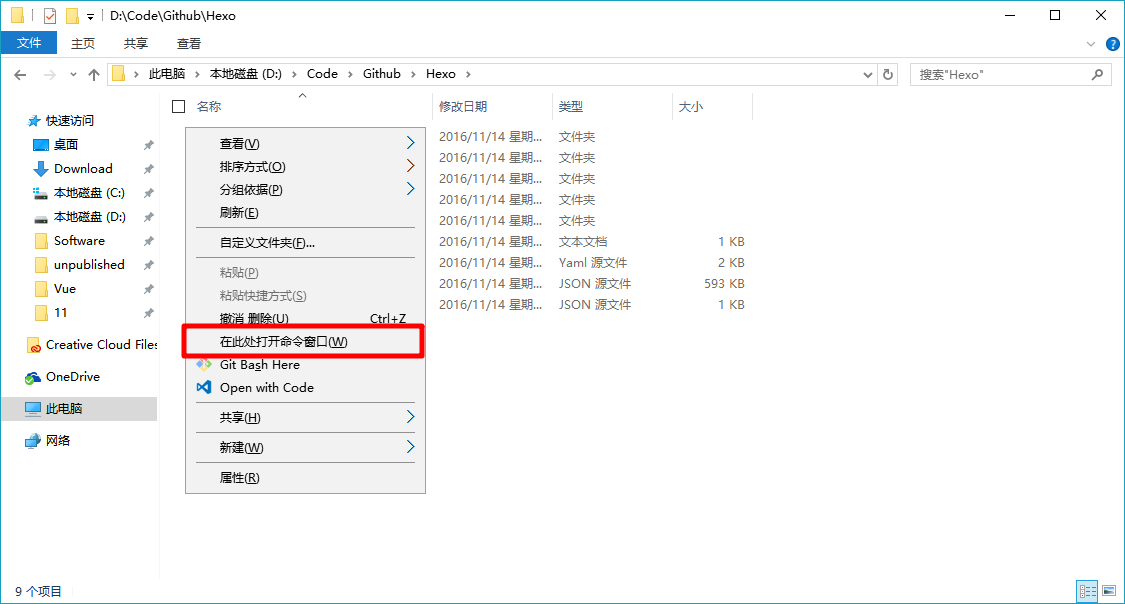 D:\Code\Github\Hexo
文件 主页 共享 查看
此电脑 本地磁盘 (D:) Code Github Hexo 搜索"Hexo"
名称 修改日期 类型 大小
快速访问
桌面
Download
本地磁盘 (C:)
本地磁盘 (D:)
Software
unpublished
Vue
11
Creative Cloud Files
OneDrive
此电脑
网络
查看(V)
排序方式(O)
分组依据(P)
刷新(E)
自定义文件夹(F)...
粘贴(P)
粘贴快捷方式(S)
撤消 删除(U) Ctrl+Z
在此处打开命令窗口(W)
Git Bash Here
Open with Code
共享(H)
新建(W)
属性(R)
2016/11/14 星期... 文件夹
2016/11/14 星期... 文件夹
2016/11/14 星期... 文件夹
2016/11/14 星期... 文件夹
2016/11/14 星期... 文件夹
2016/11/14 星期... 文本文档 1 KB
2016/11/14 星期... Yaml 源文件 2 KB
2016/11/14 星期... JSON 源文件 593 KB
2016/11/14 星期... JSON 源文件 1 KB
9 个项目